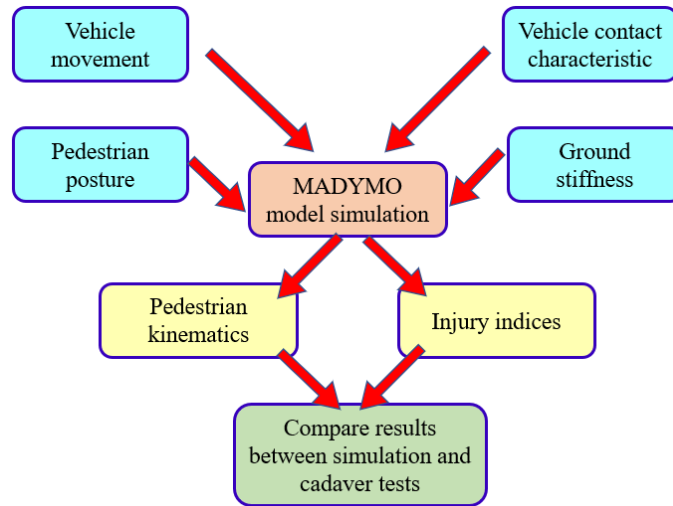 Vehicle
movement
Vehicle contact
characteristic
Pedestrian
posture
Ground
stiffness
MADYMO
model simulation
Pedestrian
kinematics
Injury indices
Compare results
between simulation and
cadaver tests